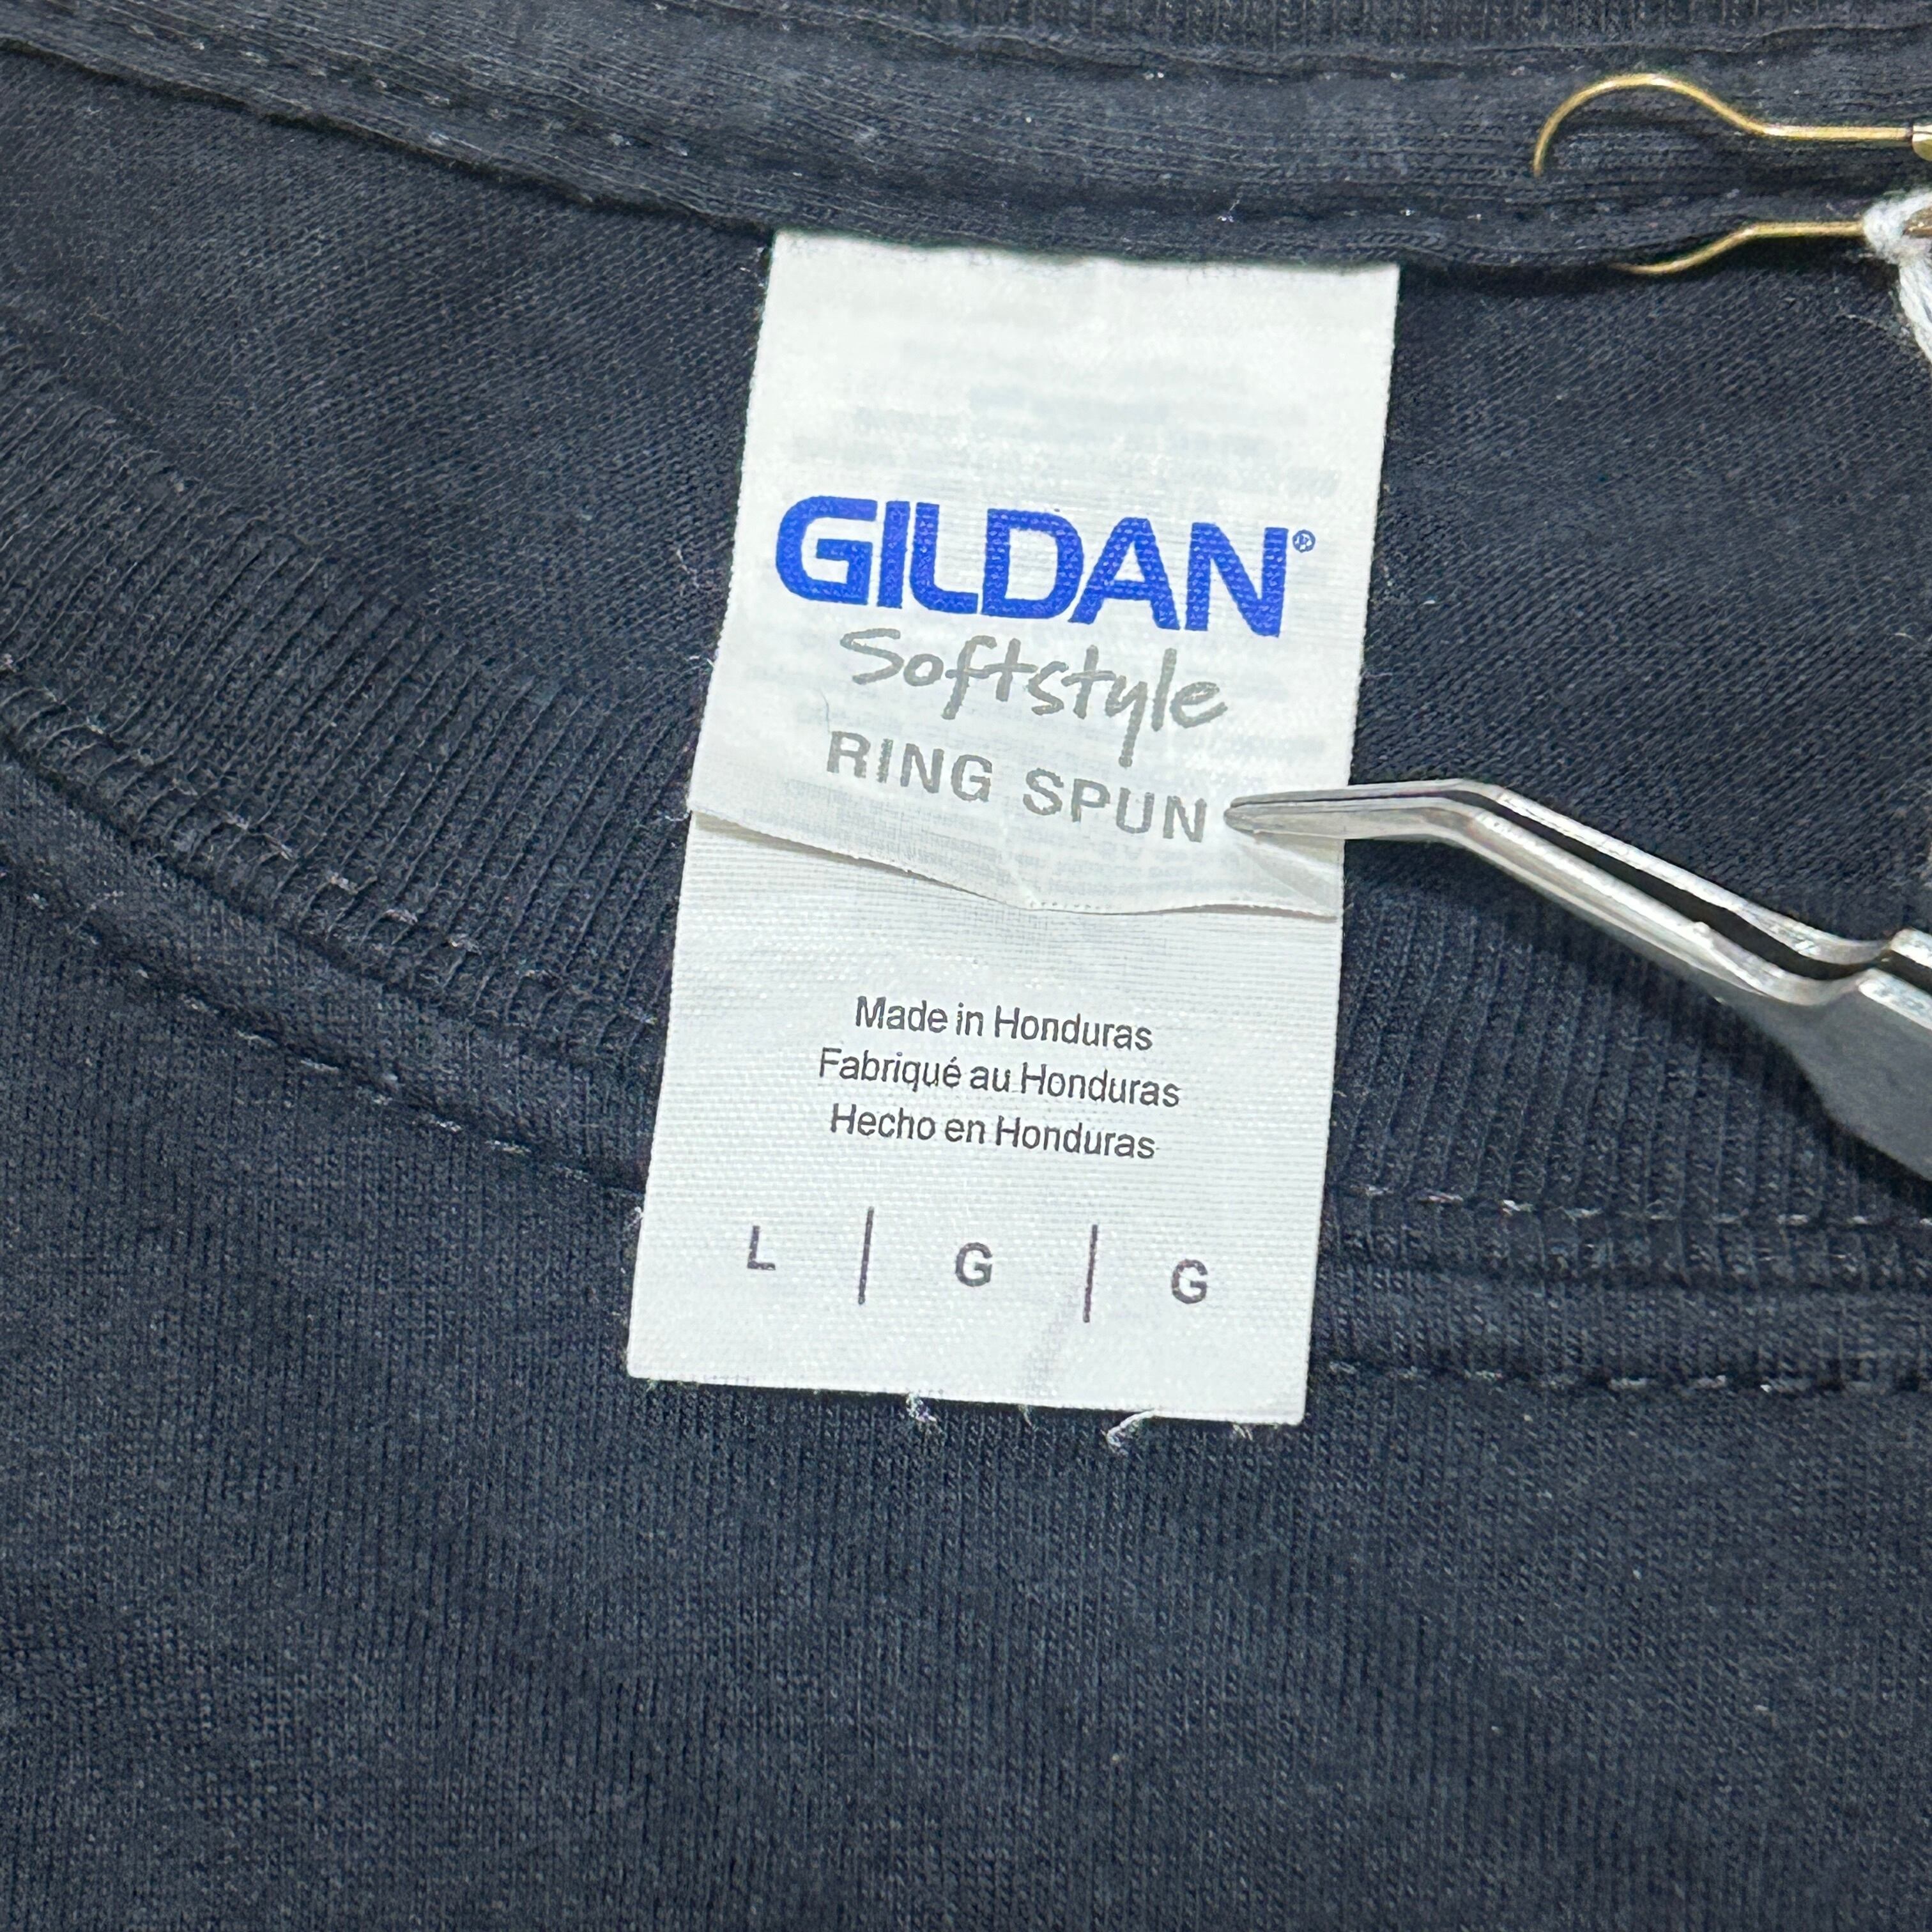 GILDAN®
Softstyle
RING SPUN
Made in Honduras
Fabriqué au Honduras
Hecho en Honduras
L | G | G